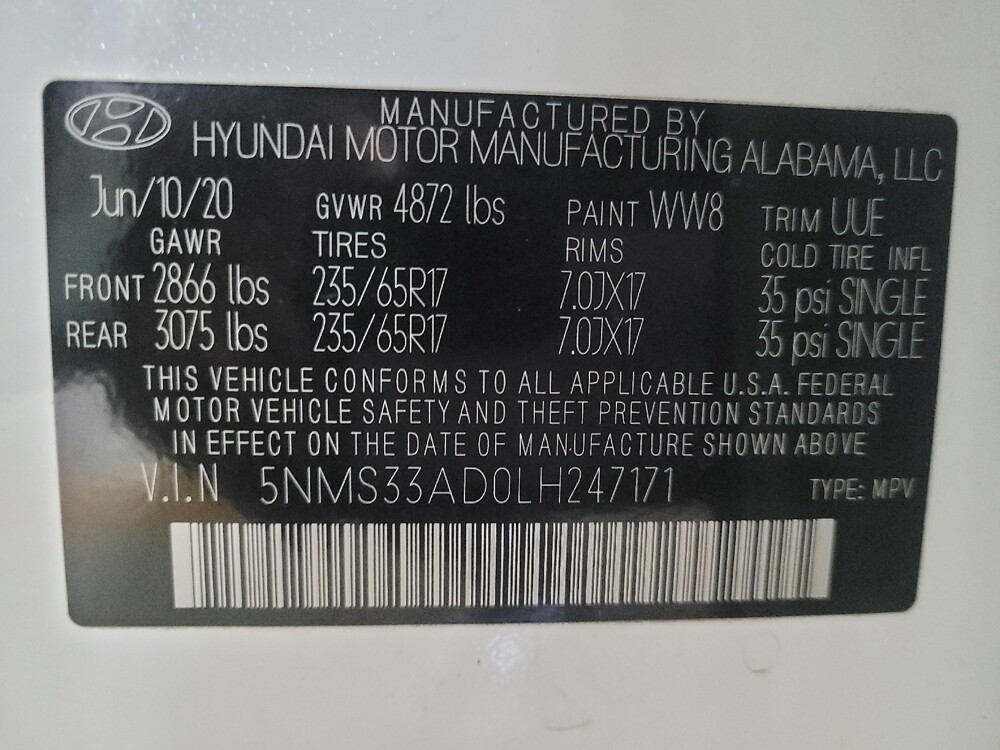 MANUFACTURED BY
HYUNDAI MOTOR MANUFACTURING ALABAMA, LLC
Jun/10/20 GVWR 4872 lbs PAINT WW8 TRIM UUE
GAWR TIRES RIMS COLD TIRE INFL
FRONT 2866 lbs 235/65R17 7.0JX17 35 psi SINGLE
REAR 3075 lbs 235/65R17 7.0JX17 35 psi SINGLE
THIS VEHICLE CONFORMS TO ALL APPLICABLE U.S.A. FEDERAL
MOTOR VEHICLE SAFETY AND THEFT PREVENTION STANDARDS
IN EFFECT ON THE DATE OF MANUFACTURE SHOWN ABOVE
V.I.N 5NMS33AD0LH247171 TYPE: MPV